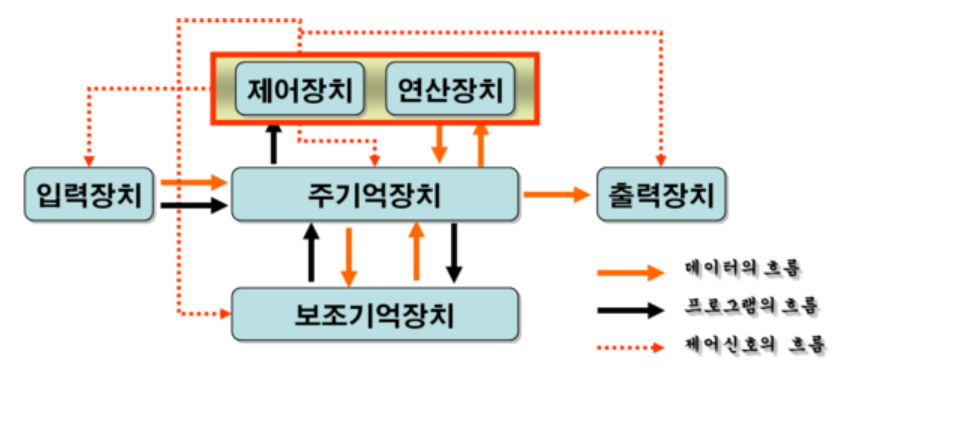 제어장치
연산장치
입력장치
주기억장치
출력장치
보조기억장치
데이터의 흐름
프로그램의 흐름
제어신호의 흐름